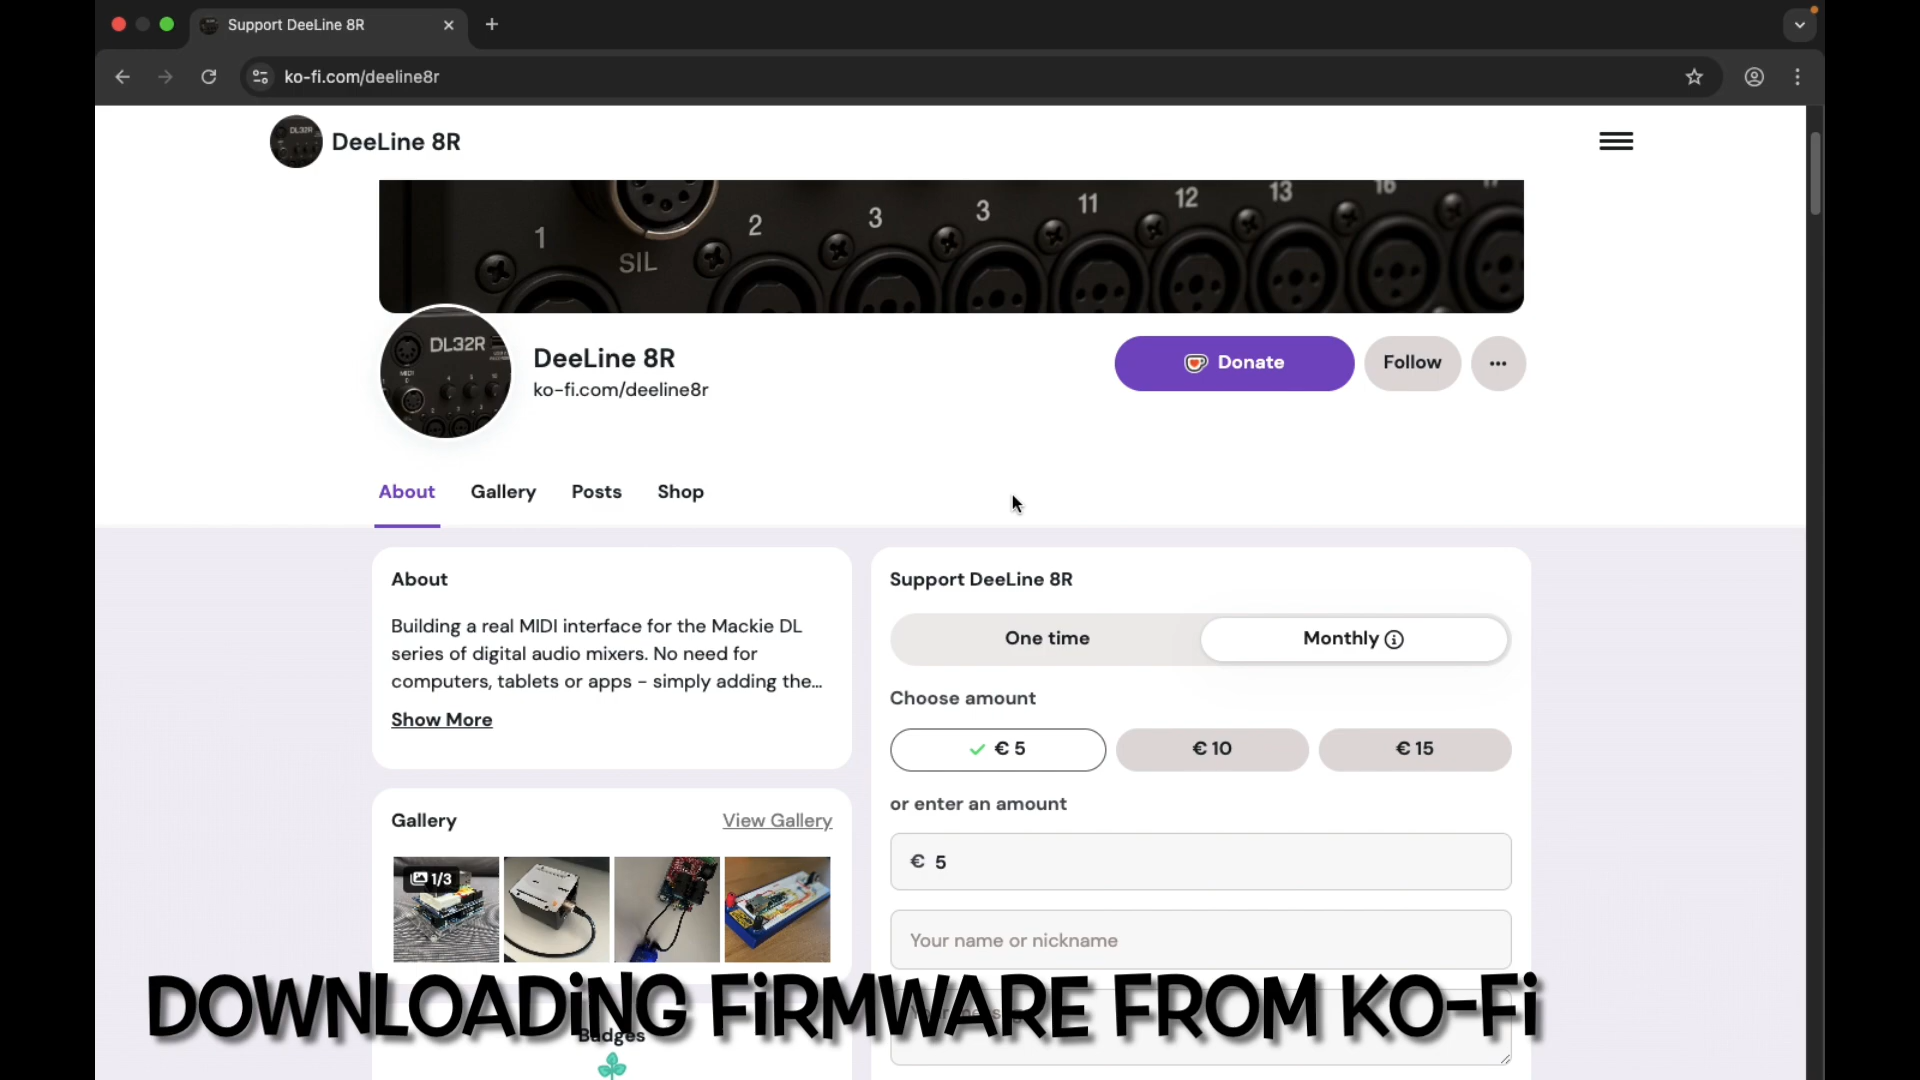 Support DeeLine 8R
ko-fi.com/deeline8r
DeeLine 8R
1
SIL
2
3
3
11
12
13
16
DL32R
MIDI
DeeLine 8R
ko-fi.com/deeline8r
Donate
Follow
About
Gallery
Posts
Shop
About
Building a real MIDI interface for the Mackie DL
series of digital audio mixers. No need for
computers, tablets or apps – simply adding the...
Show More
Gallery
View Gallery
1/3
Badges
Support DeeLine 8R
One time
Monthly
Choose amount
€ 5
€ 10
€ 15
or enter an amount
€ 5
Your name or nickname
DOWNLOADiNG FiRMWARE FROM KO-Fi